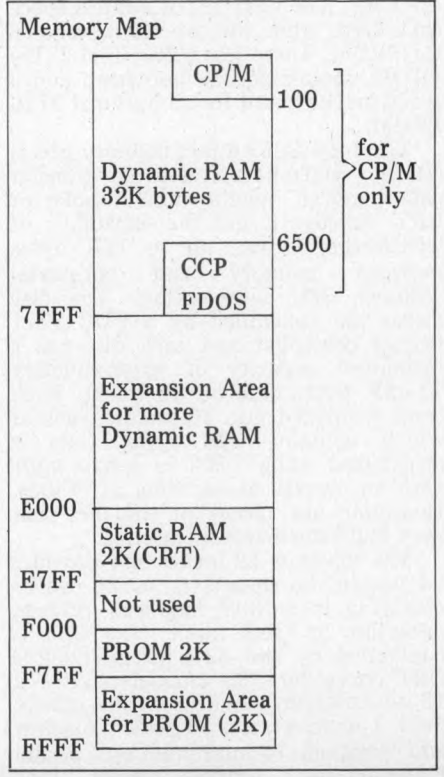 Memory Map
CP/M
100
for
CP/M
only
Dynamic RAM
32K bytes
6500
CCP
FDOS
7FFF
Expansion Area
for more
Dynamic RAM
E000
Static RAM
2K(CRT)
E7FF
Not used
F000
PROM 2K
F7FF
Expansion Area
for PROM (2K)
FFFF